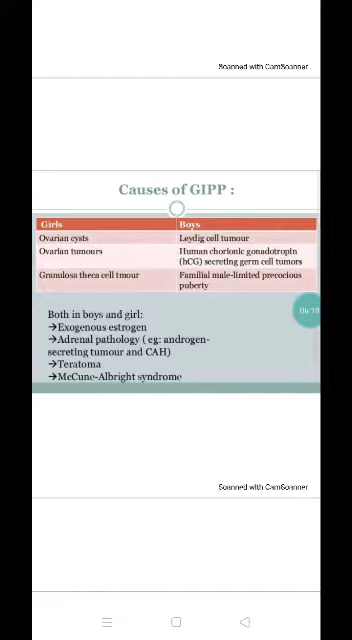 Scanned with CamScanner
Causes of GIPP :
Girls Boys
Ovarian cysts Leydig cell tumour
Ovarian tumours Human chorionic gonadotropin
(hCG) secreting germ cell tumors
Granulosa theca cell tmour Familial male-limited precocious
puberty
06:19
Both in boys and girl:
→Exogenous estrogen
→Adrenal pathology ( eg: androgen-
secreting tumour and CAH)
→Teratoma
→McCune-Albright syndrome
Scanned with CamScanner